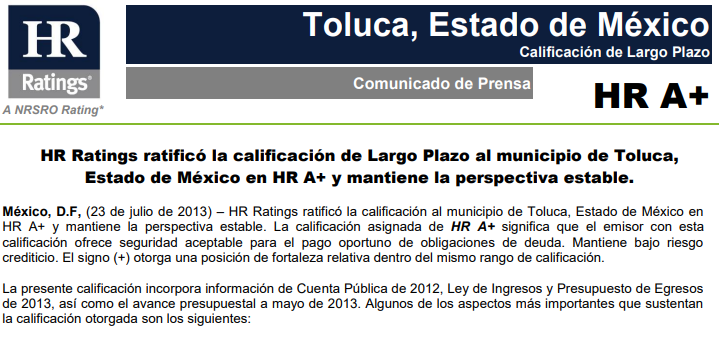 HR
Ratings®
A NRSRO Rating*
Toluca, Estado de México
Calificación de Largo Plazo
Comunicado de Prensa
HR A+
HR Ratings ratificó la calificación de Largo Plazo al municipio de Toluca,
Estado de México en HR A+ y mantiene la perspectiva estable.
México, D.F, (23 de julio de 2013) – HR Ratings ratificó la calificación al municipio de Toluca, Estado de México en
HR A+ y mantiene la perspectiva estable. La calificación asignada de HR A+ significa que el emisor con esta
calificación ofrece seguridad aceptable para el pago oportuno de obligaciones de deuda. Mantiene bajo riesgo
crediticio. El signo (+) otorga una posición de fortaleza relativa dentro del mismo rango de calificación.
La presente calificación incorpora información de Cuenta Pública de 2012, Ley de Ingresos y Presupuesto de Egresos
de 2013, así como el avance presupuestal a mayo de 2013. Algunos de los aspectos más importantes que sustentan
la calificación otorgada son los siguientes: